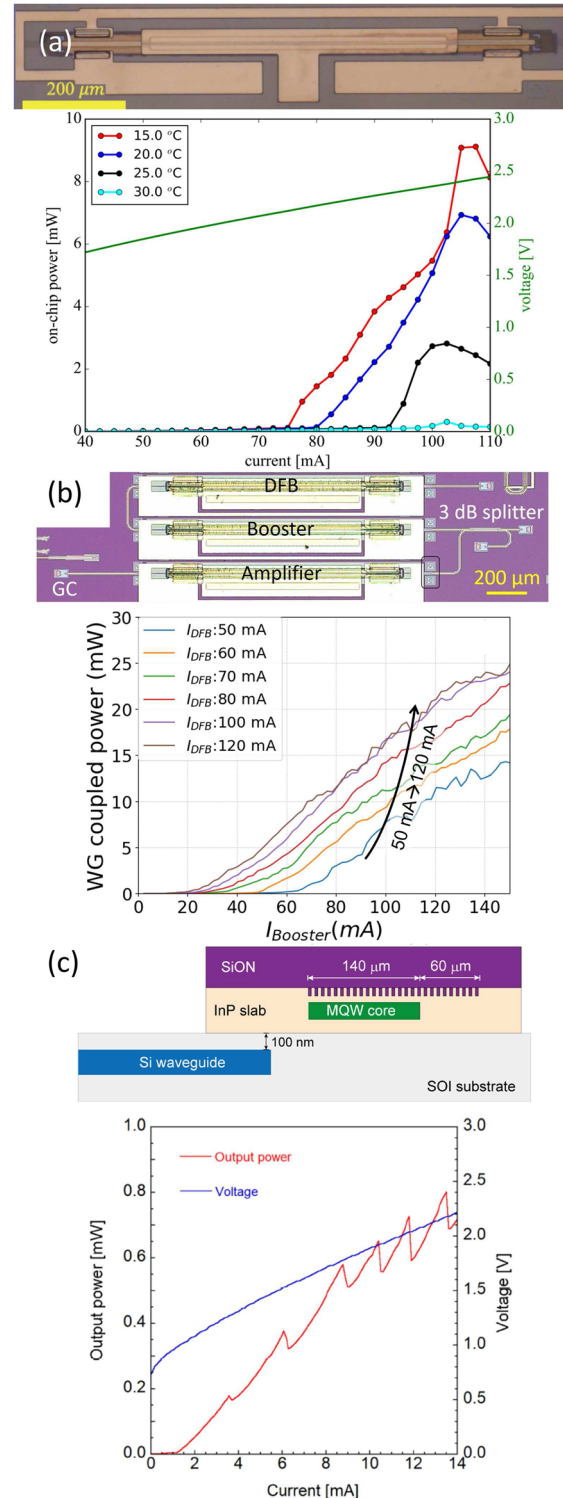 (a)
200 μm
10
8
6
4
2
0
on-chip power [mW]
15.0 °C
20.0 °C
25.0 °C
30.0 °C
3.0
2.5
2.0
1.5
1.0
0.5
0.0
voltage [V]
40 50 60 70 80 90 100 110
current [mA]
(b)
DFB
Booster
Amplifier
3 dB splitter
GC
200 μm
30
25
20
15
10
5
0
WG coupled power (mW)
I_DFB:50 mA
I_DFB:60 mA
I_DFB:70 mA
I_DFB:80 mA
I_DFB:100 mA
I_DFB:120 mA
50 mA→120 mA
0 20 40 60 80 100 120 140
I_Booster(mA)
(c)
SiON
140 μm 60 μm
InP slab
MQW core
100 nm
Si waveguide
SOI substrate
1.0
0.8
0.6
0.4
0.2
0.0
Output power [mW]
Output power
Voltage
3.0
2.5
2.0
1.5
1.0
0.5
0.0
Voltage [V]
0 2 4 6 8 10 12 14
Current [mA]